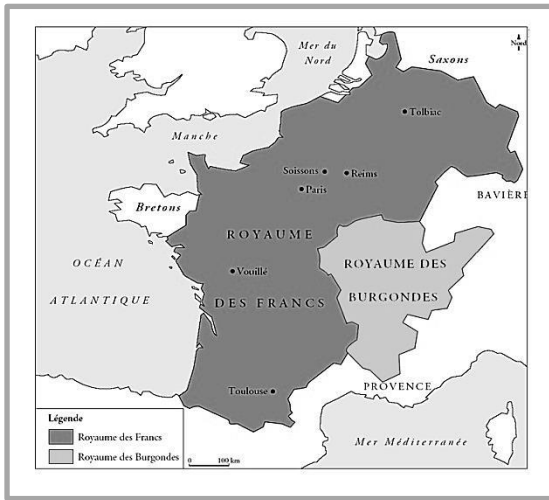 Mer du
Nord
Nord
Saxons
Tolbiac
Manche
Soissons
Reims
Paris
BAVIÈRE
Bretons
ROYAUME
ROYAUME DES
BURGONDES
OCÉAN
ATLANTIQUE
Vouillé
DES FRANCS
Toulouse
PROVENCE
Légende
Royaume des Francs
Royaume des Burgondes
0 100 km
Mer Méditerranée